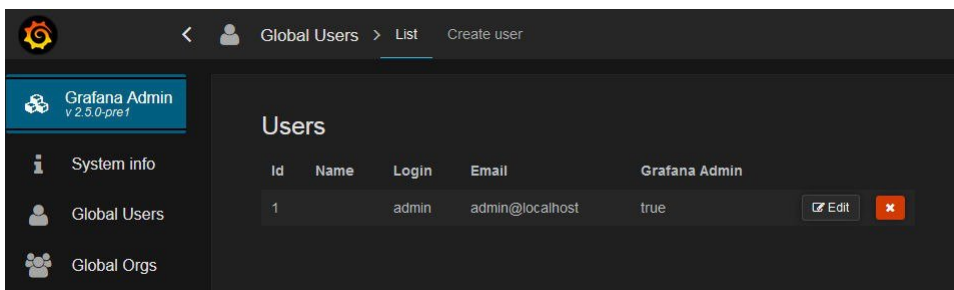 Global Users > List Create user
Grafana Admin
v 2.5.0-pre1
System info
Global Users
Global Orgs
Users
Id Name Login Email Grafana Admin
1 admin admin@localhost true Edit